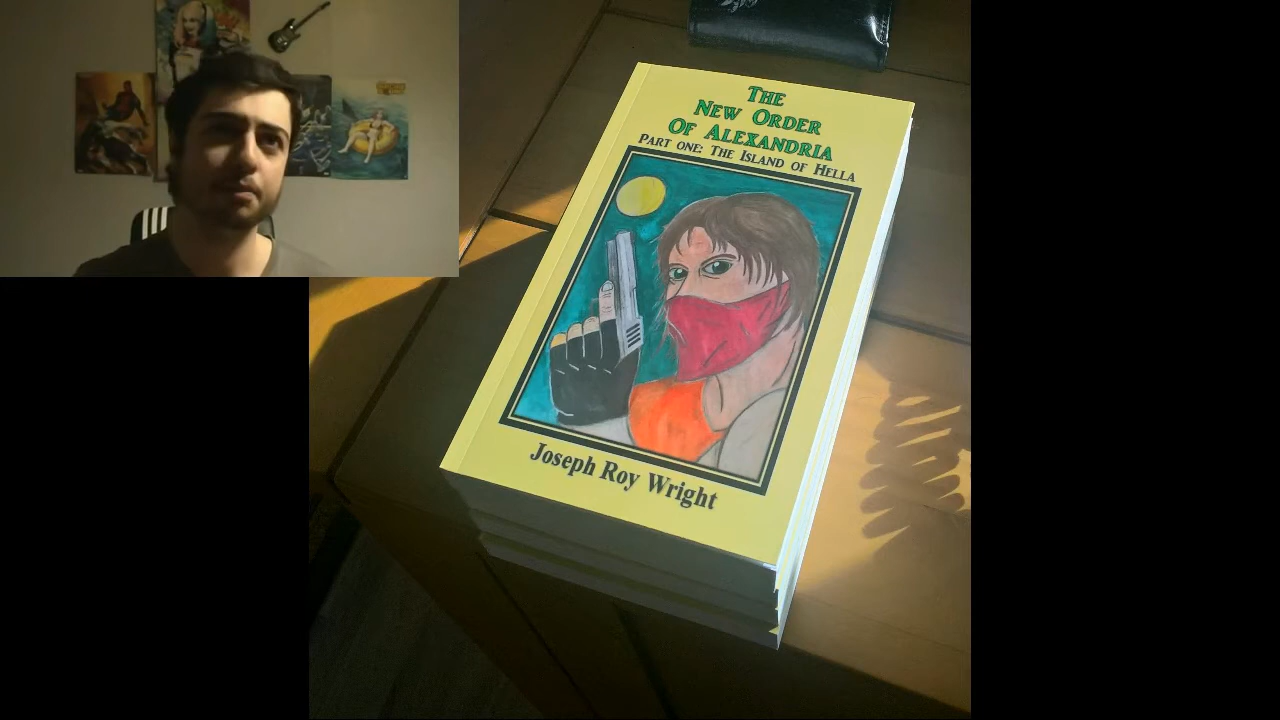 The
New Order
Of Alexandria
Part one: The Island of Hella
Joseph Roy Wright